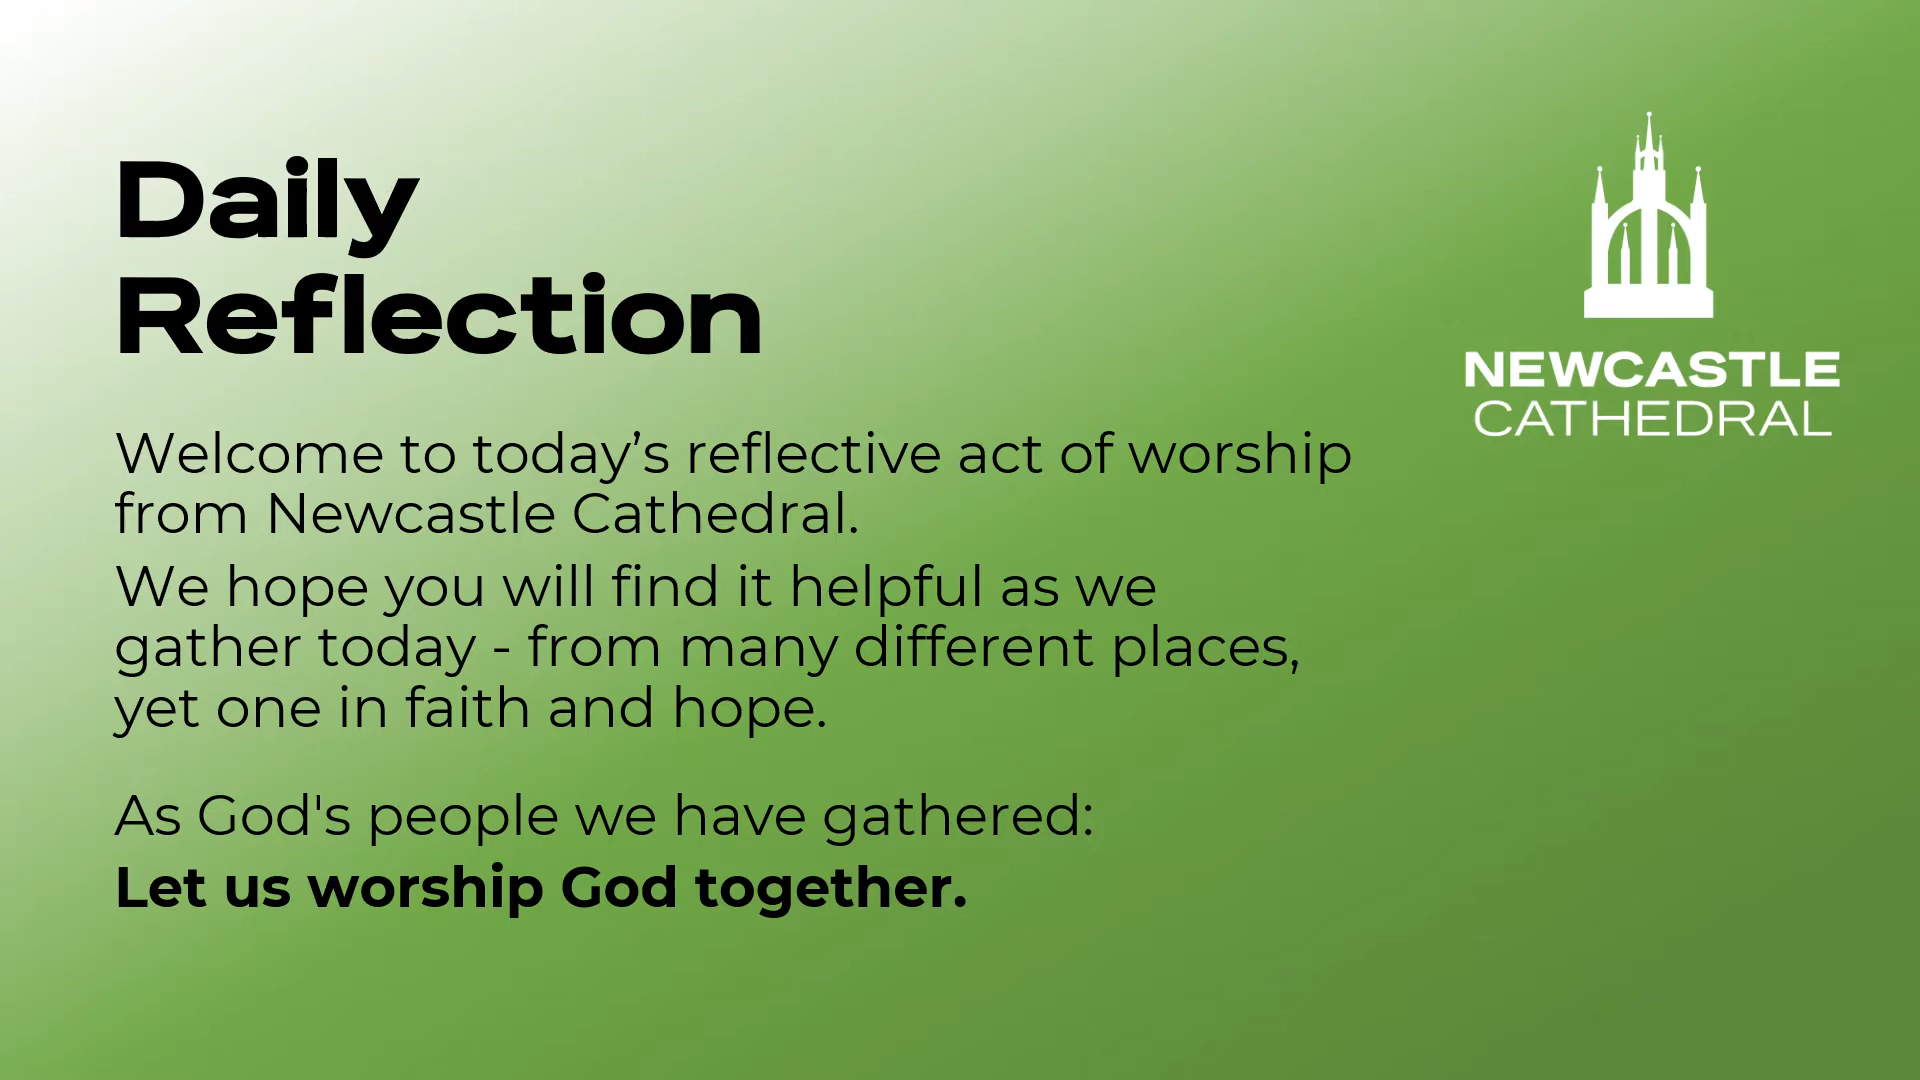 Daily
Reflection
NEWCASTLE
CATHEDRAL
Welcome to today’s reflective act of worship
from Newcastle Cathedral.
We hope you will find it helpful as we
gather today - from many different places,
yet one in faith and hope.
As God's people we have gathered:
Let us worship God together.